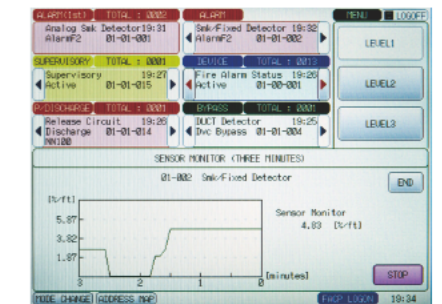 ALARM(1st) TOTAL : 0002 ALARM MENU LOGOFF
Analog Smk Detector 19:31
AlarmF2 01-01-001
Smk/Fixed Detector 19:32
AlarmF2 01-01-002
LEVEL1
SUPERVISORY TOTAL : 0001 DEVICE TOTAL : 0013
Supervisory 19:27
Active 01-01-015
Fire Alarm Status 19:26
Active 01-00-001
LEVEL2
P/DISCHARGE TOTAL : 0001 BYPASS TOTAL : 0001
Release Circuit 19:26
Discharge 01-01-014
NN100
DUCT Detector 19:25
Dvc Bypass 01-01-004
LEVEL3
SENSOR MONITOR (THREE MINUTES)
01-002 Smk/Fixed Detector
END
[%/ft]
5.87
3.82
1.87
3 2 1 0 [minutes]
Sensor Monitor
4.83 [%/ft]
STOP
MODE CHANGE ADDRESS MAP FACP LOGON 19:34